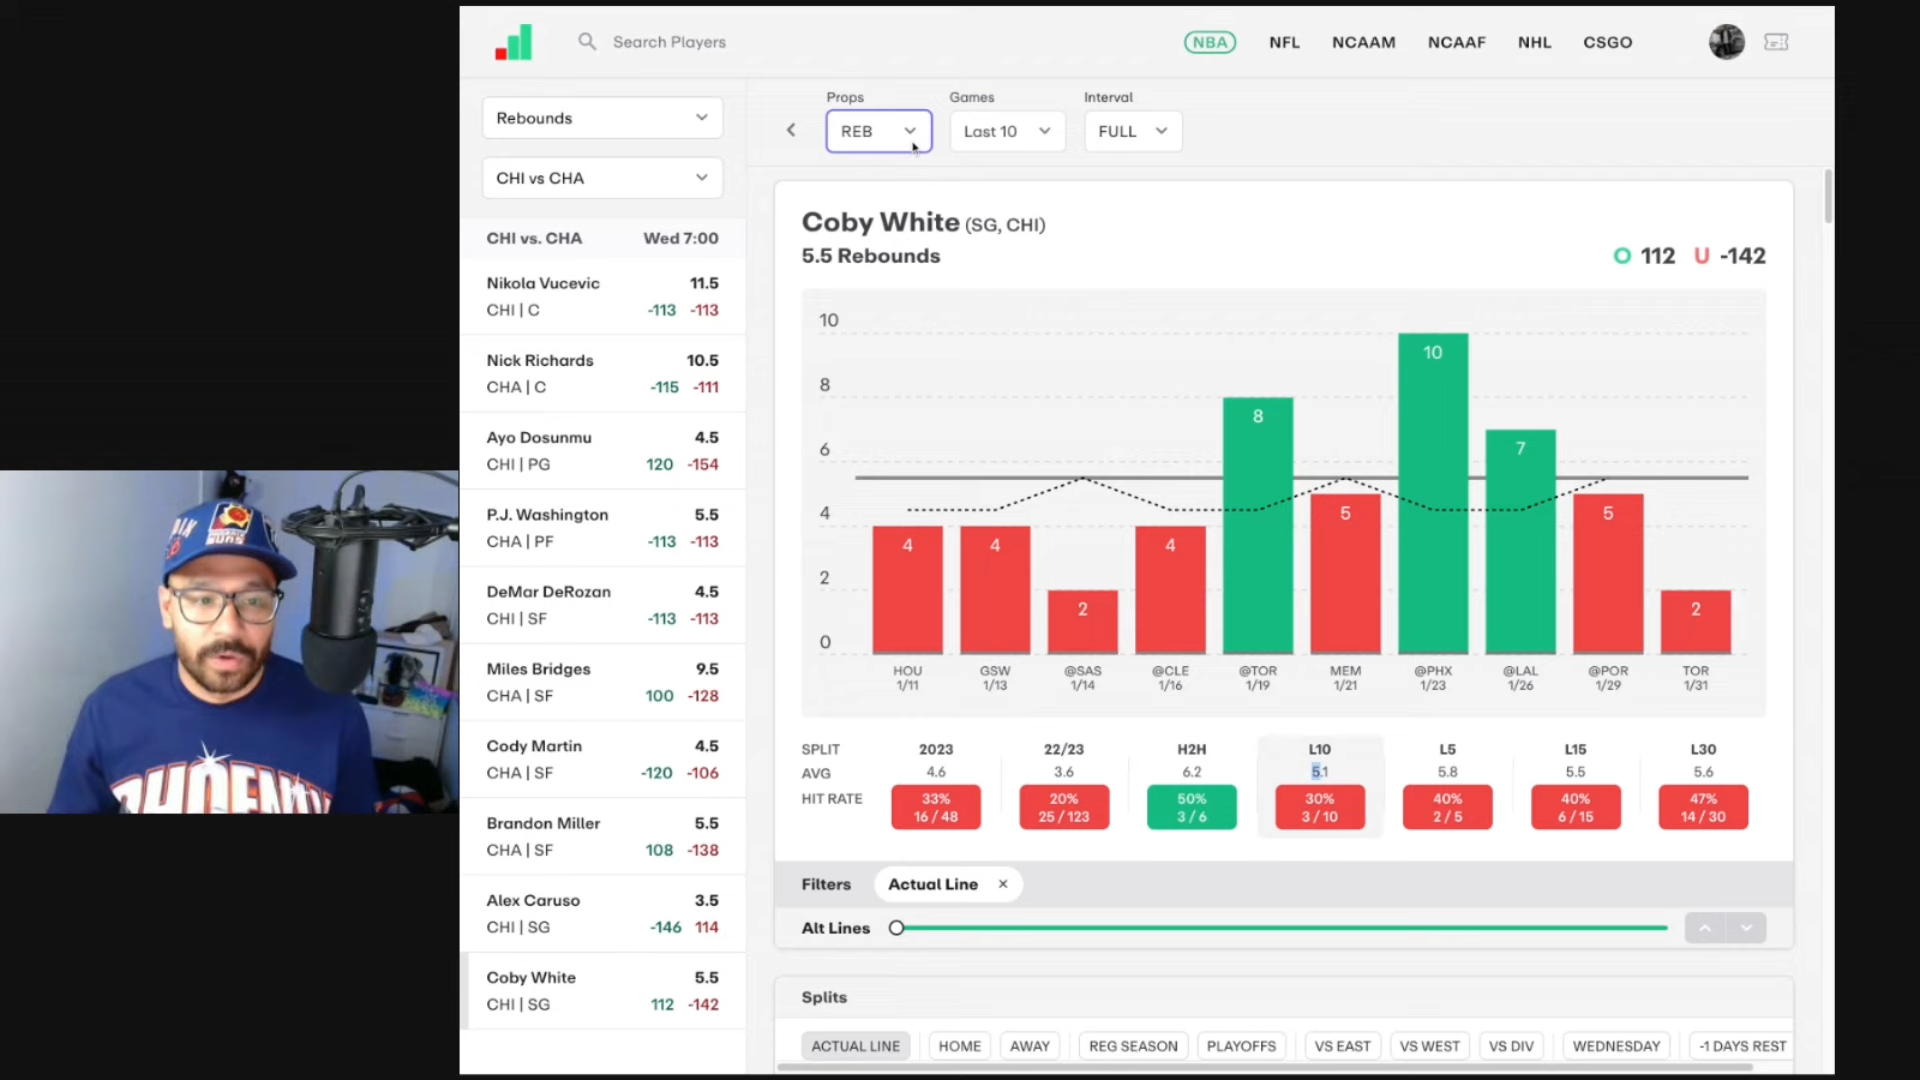 Search Players
NBA
NFL
NCAAM
NCAAF
NHL
CSGO
Rebounds
CHI vs CHA
Props
Games
Interval
REB
Last 10
FULL
CHI vs. CHA Wed 7:00
Nikola Vucevic 11.5
CHI | C -113 -113
Nick Richards 10.5
CHA | C -115 -111
Ayo Dosunmu 4.5
CHI | PG 120 -154
P.J. Washington 5.5
CHA | PF -113 -113
DeMar DeRozan 4.5
CHI | SF -113 -113
Miles Bridges 9.5
CHA | SF 100 -128
Cody Martin 4.5
CHA | SF -120 -106
Brandon Miller 5.5
CHA | SF 108 -138
Alex Caruso 3.5
CHI | SG -146 114
Coby White 5.5
CHI | SG 112 -142
Coby White (SG, CHI)
5.5 Rebounds
O 112 U -142
10
8
6
4
2
0
4 4 2 4 8 5 10 7 5 2
HOU GSW @SAS @CLE @TOR MEM @PHX @LAL @POR TOR
1/11 1/13 1/14 1/16 1/19 1/21 1/23 1/26 1/29 1/31
SPLIT 2023 22/23 H2H L10 L5 L15 L30
AVG 4.6 3.6 6.2 5.1 5.8 5.5 5.6
HIT RATE 33% 20% 50% 30% 40% 40% 47%
16 / 48 25 / 123 3 / 6 3 / 10 2 / 5 6 / 15 14 / 30
Filters
Actual Line ×
Alt Lines
Splits
ACTUAL LINE
HOME
AWAY
REG SEASON
PLAYOFFS
VS EAST
VS WEST
VS DIV
WEDNESDAY
-1 DAYS REST